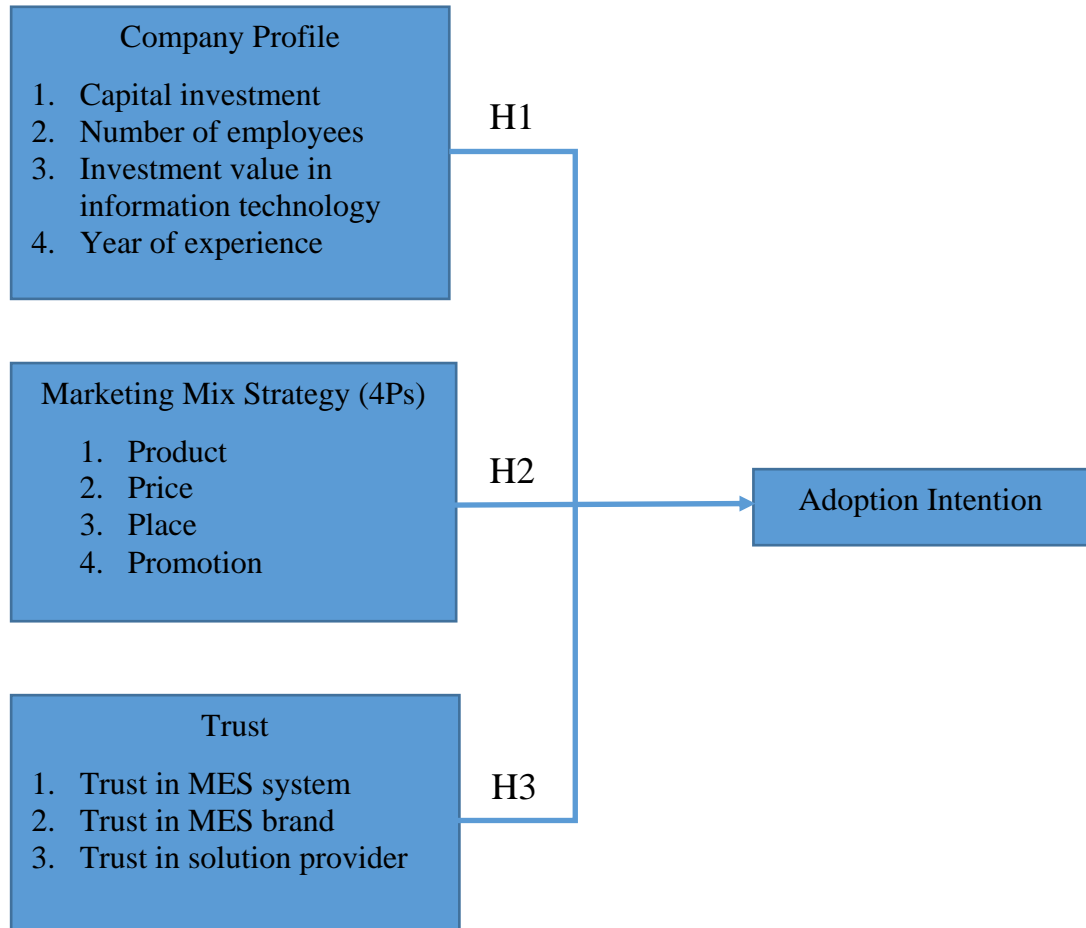 Company Profile
1. Capital investment
2. Number of employees
3. Investment value in
information technology
4. Year of experience
H1
Marketing Mix Strategy (4Ps)
1. Product
2. Price
3. Place
4. Promotion
H2
Adoption Intention
Trust
1. Trust in MES system
2. Trust in MES brand
3. Trust in solution provider
H3